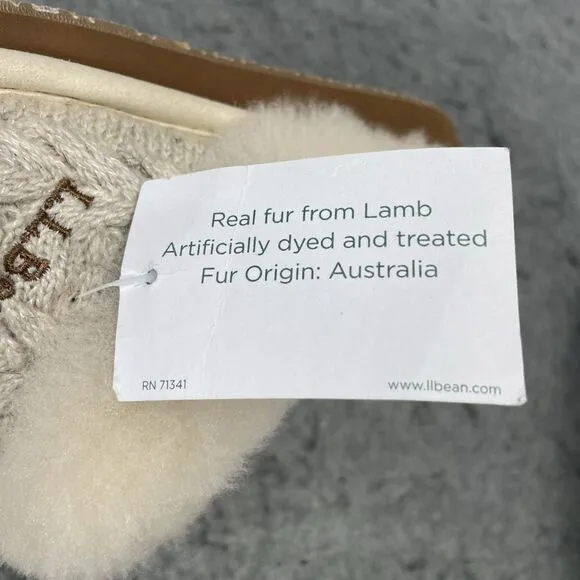 L.L.B
Real fur from Lamb
Artificially dyed and treated
Fur Origin: Australia
RN 71341
www.llbean.com